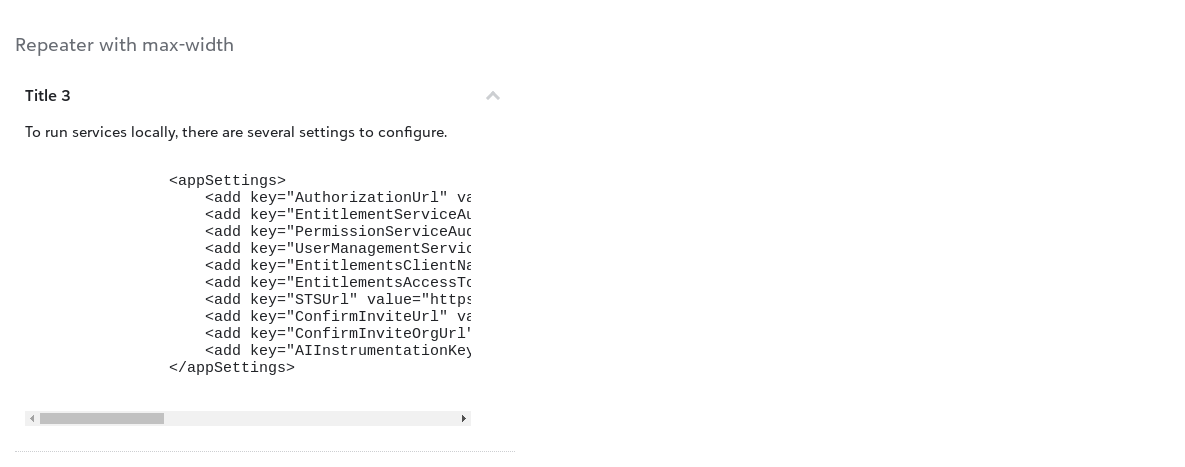 Repeater with max-width
Title 3
To run services locally, there are several settings to configure.
<appSettings>
    <add key="AuthorizationUrl" va
    <add key="EntitlementServiceAu
    <add key="PermissionServiceAud
    <add key="UserManagementServic
    <add key="EntitlementsClientNa
    <add key="EntitlementsAccessTo
    <add key="STSUrl" value="https
    <add key="ConfirmInviteUrl" va
    <add key="ConfirmInviteOrgUrl"
    <add key="AIInstrumentationKey
</appSettings>